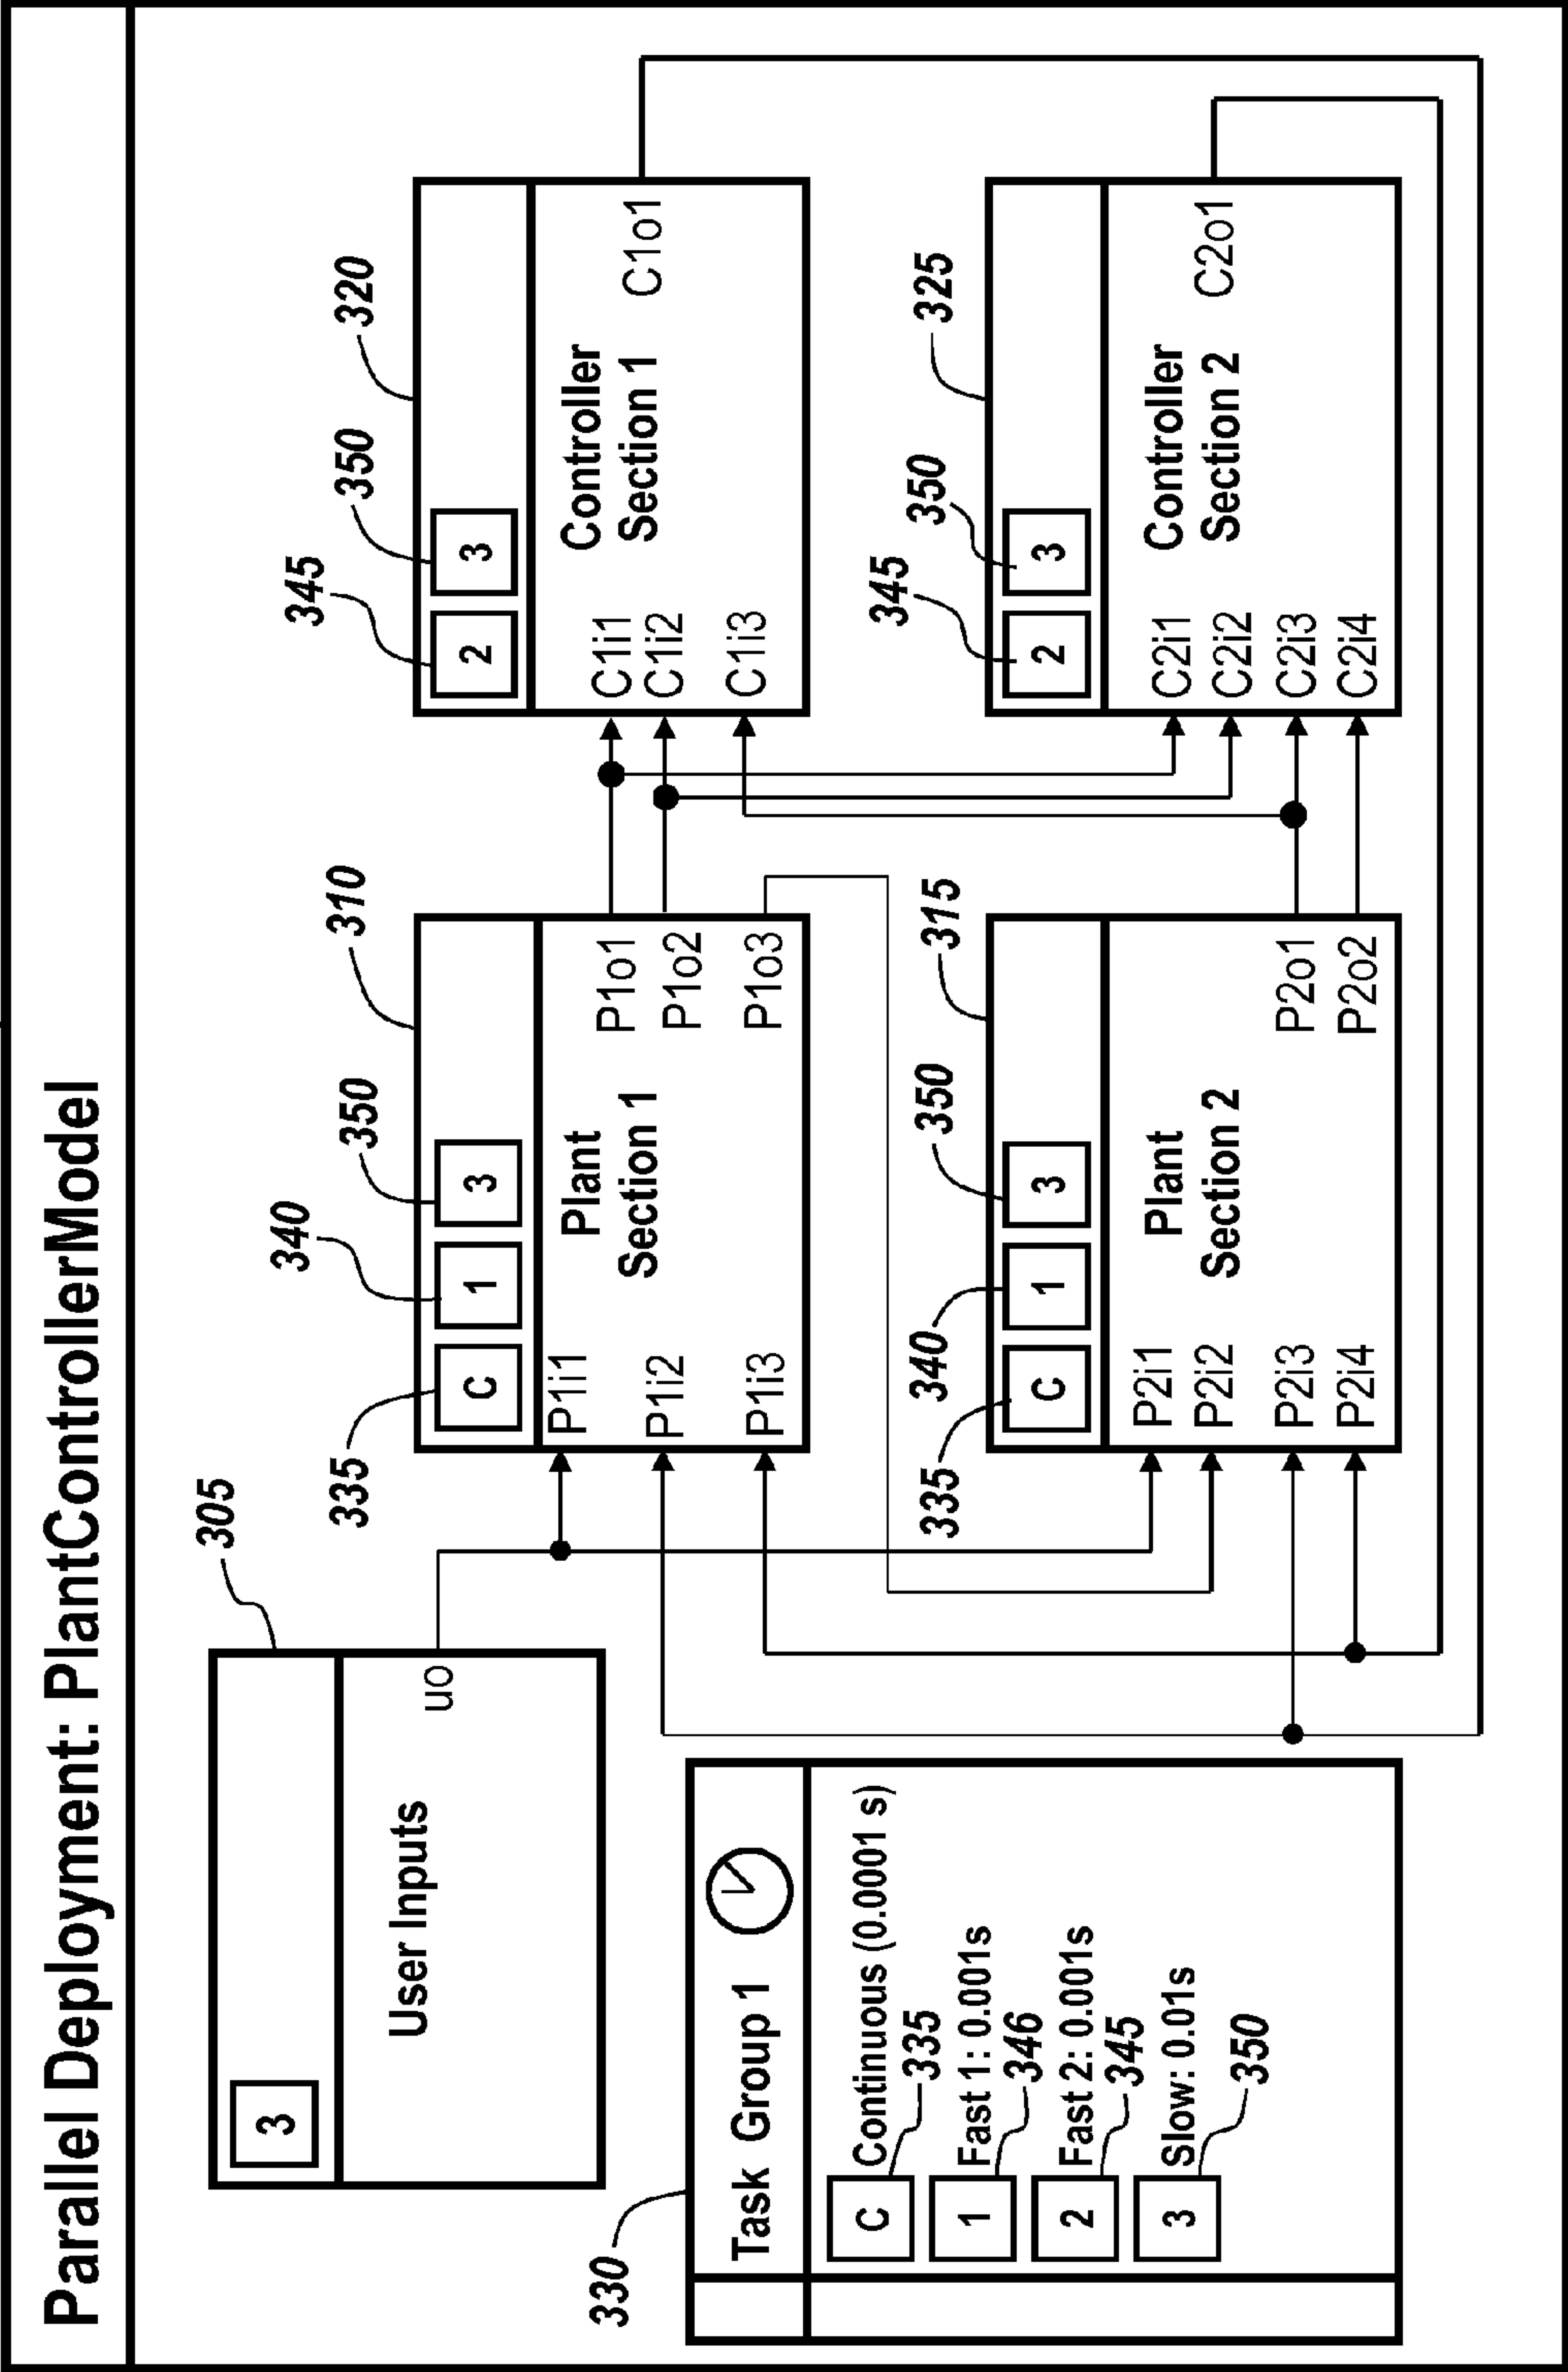 Parallel Deployment: PlantControllerModel
305
3
User Inputs
uo
330
Task Group 1
C
Continuous (0.0001 s)
335
1
Fast 1: 0.001s
346
2
Fast 2: 0.001s
345
3
Slow: 0.01s
350
310
335
340
350
C
1
3
Plant
Section 1
P1i1
P1i2
P1i3
P1o1
P1o2
P1o3
315
335
340
350
C
1
3
Plant
Section 2
P2i1
P2i2
P2i3
P2i4
P2o1
P2o2
320
345
350
2
3
Controller
Section 1
C1i1
C1i2
C1i3
C1o1
325
345
350
2
3
Controller
Section 2
C2i1
C2i2
C2i3
C2i4
C2o1